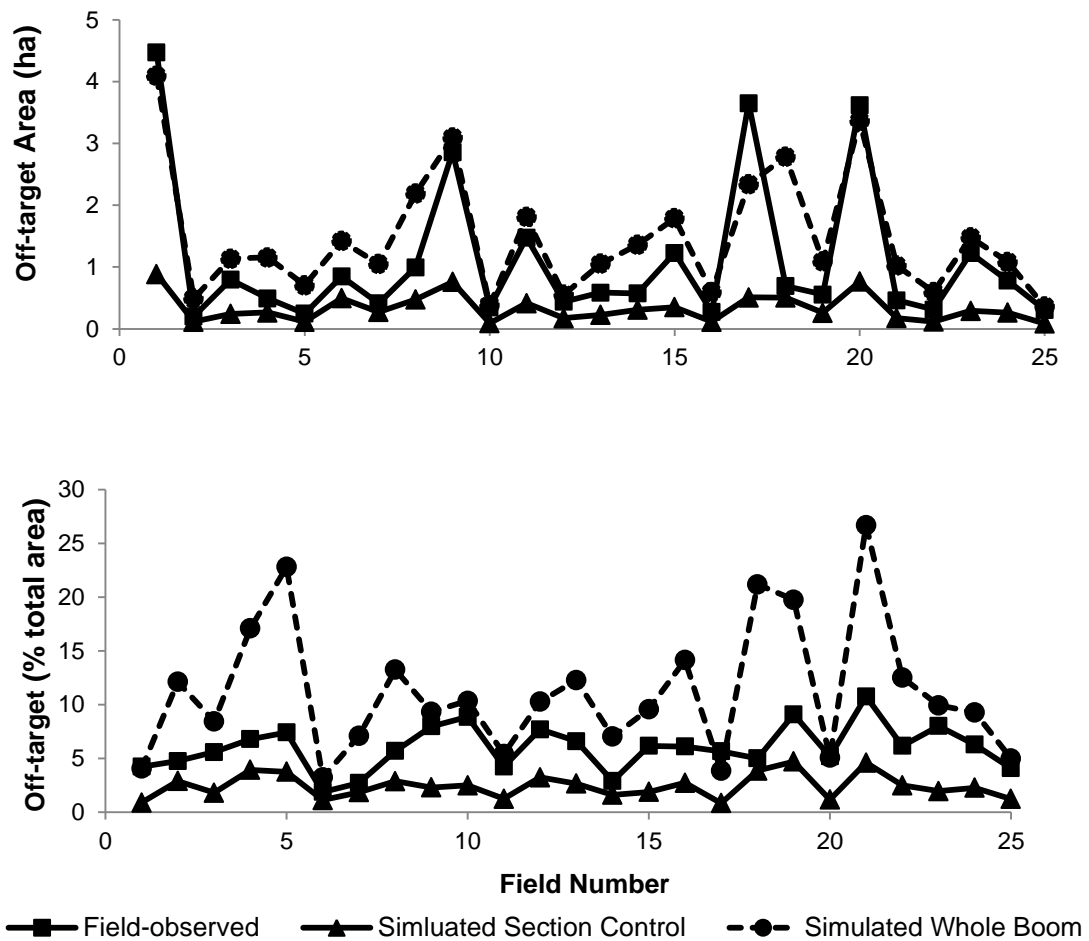 5
4
3
2
1
0
Off-target Area (ha)
0 5 10 15 20 25
30
25
20
15
10
5
0
Off-target (% total area)
0 5 10 15 20 25
Field Number
Field-observed Simluated Section Control Simulated Whole Boom